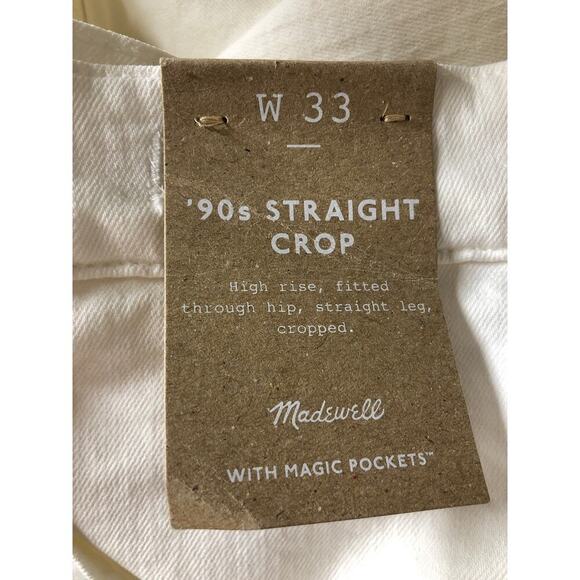 W 33
'90s STRAIGHT
CROP
High rise, fitted
through hip, straight leg,
cropped.
Madewell
WITH MAGIC POCKETS™